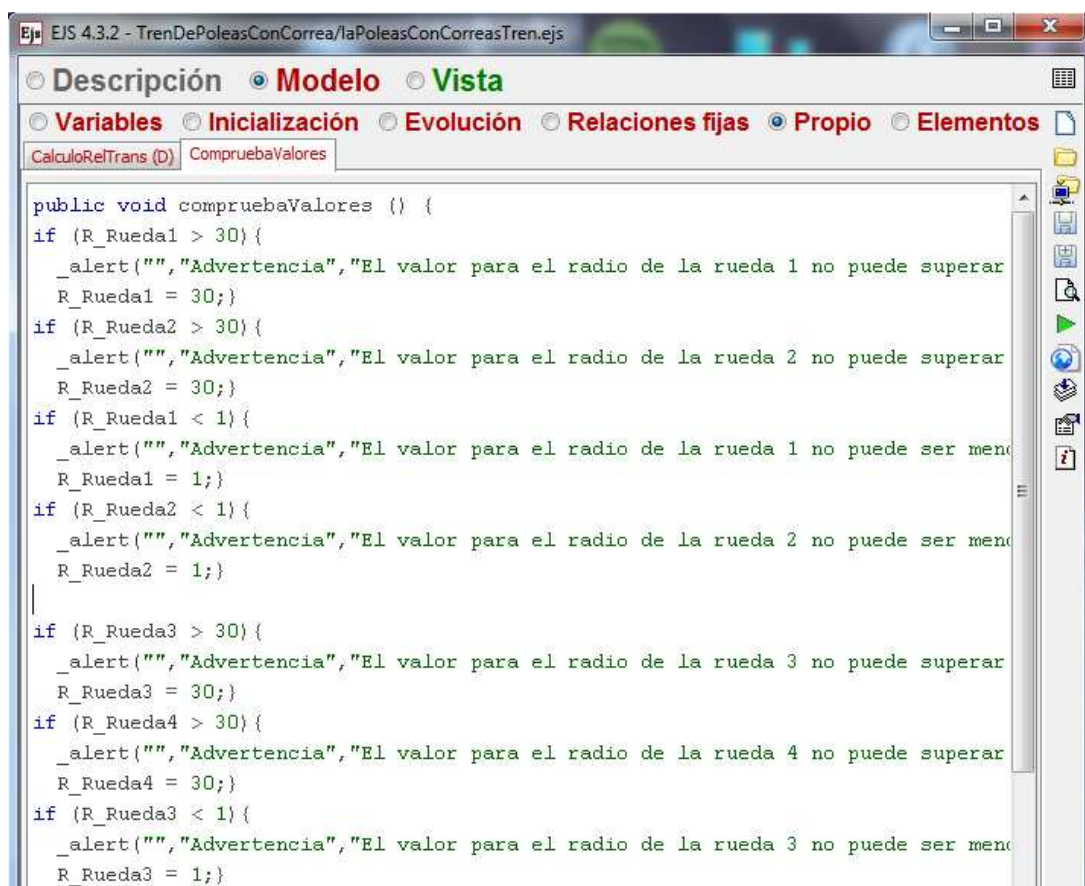 Ejs EJS 4.3.2 - TrenDePoleasConCorrea/laPoleasConCorreasTren.ejs
Descripción Modelo Vista
Variables Inicialización Evolución Relaciones fijas Propio Elementos
CalculoRelTrans (D) CompruebaValores
public void compruebaValores () {
if (R_Rueda1 > 30){
_alert("","Advertencia","El valor para el radio de la rueda 1 no puede superar
R_Rueda1 = 30;}
if (R_Rueda2 > 30){
_alert("","Advertencia","El valor para el radio de la rueda 2 no puede superar
R_Rueda2 = 30;}
if (R_Rueda1 < 1){
_alert("","Advertencia","El valor para el radio de la rueda 1 no puede ser
R_Rueda1 = 1;}
if (R_Rueda2 < 1){
_alert("","Advertencia","El valor para el radio de la rueda 2 no puede ser
R_Rueda2 = 1;}
if (R_Rueda3 > 30){
_alert("","Advertencia","El valor para el radio de la rueda 3 no puede superar
R_Rueda3 = 30;}
if (R_Rueda4 > 30){
_alert("","Advertencia","El valor para el radio de la rueda 4 no puede superar
R_Rueda4 = 30;}
if (R_Rueda3 < 1){
_alert("","Advertencia","El valor para el radio de la rueda 3 no puede ser
R_Rueda3 = 1;}